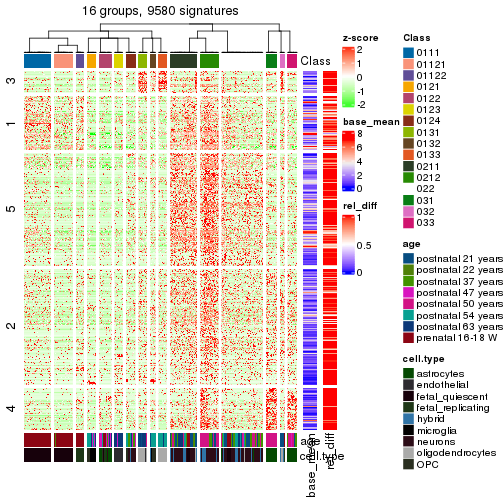 16 groups, 9580 signatures
Class
3
1
5
2
4
age
cell.type
base_mean
rel_diff
z-score
2
1
0
-1
-2
base_mean
8
6
4
2
0
rel_diff
1
0.5
0
Class
0111
01121
01122
0121
0122
0123
0124
0131
0132
0133
0211
0212
022
031
032
033
age
postnatal 21 years
postnatal 22 years
postnatal 37 years
postnatal 47 years
postnatal 50 years
postnatal 54 years
postnatal 63 years
prenatal 16-18 W
cell.type
astrocytes
endothelial
fetal_quiescent
fetal_replicating
hybrid
microglia
neurons
oligodendrocytes
OPC